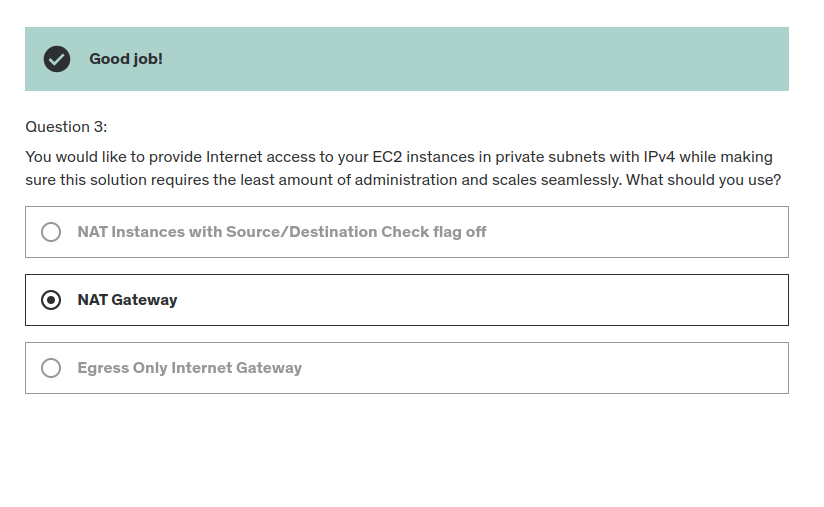 Good job!
Question 3:
You would like to provide Internet access to your EC2 instances in private subnets with IPv4 while making
sure this solution requires the least amount of administration and scales seamlessly. What should you use?
NAT Instances with Source/Destination Check flag off
NAT Gateway
Egress Only Internet Gateway